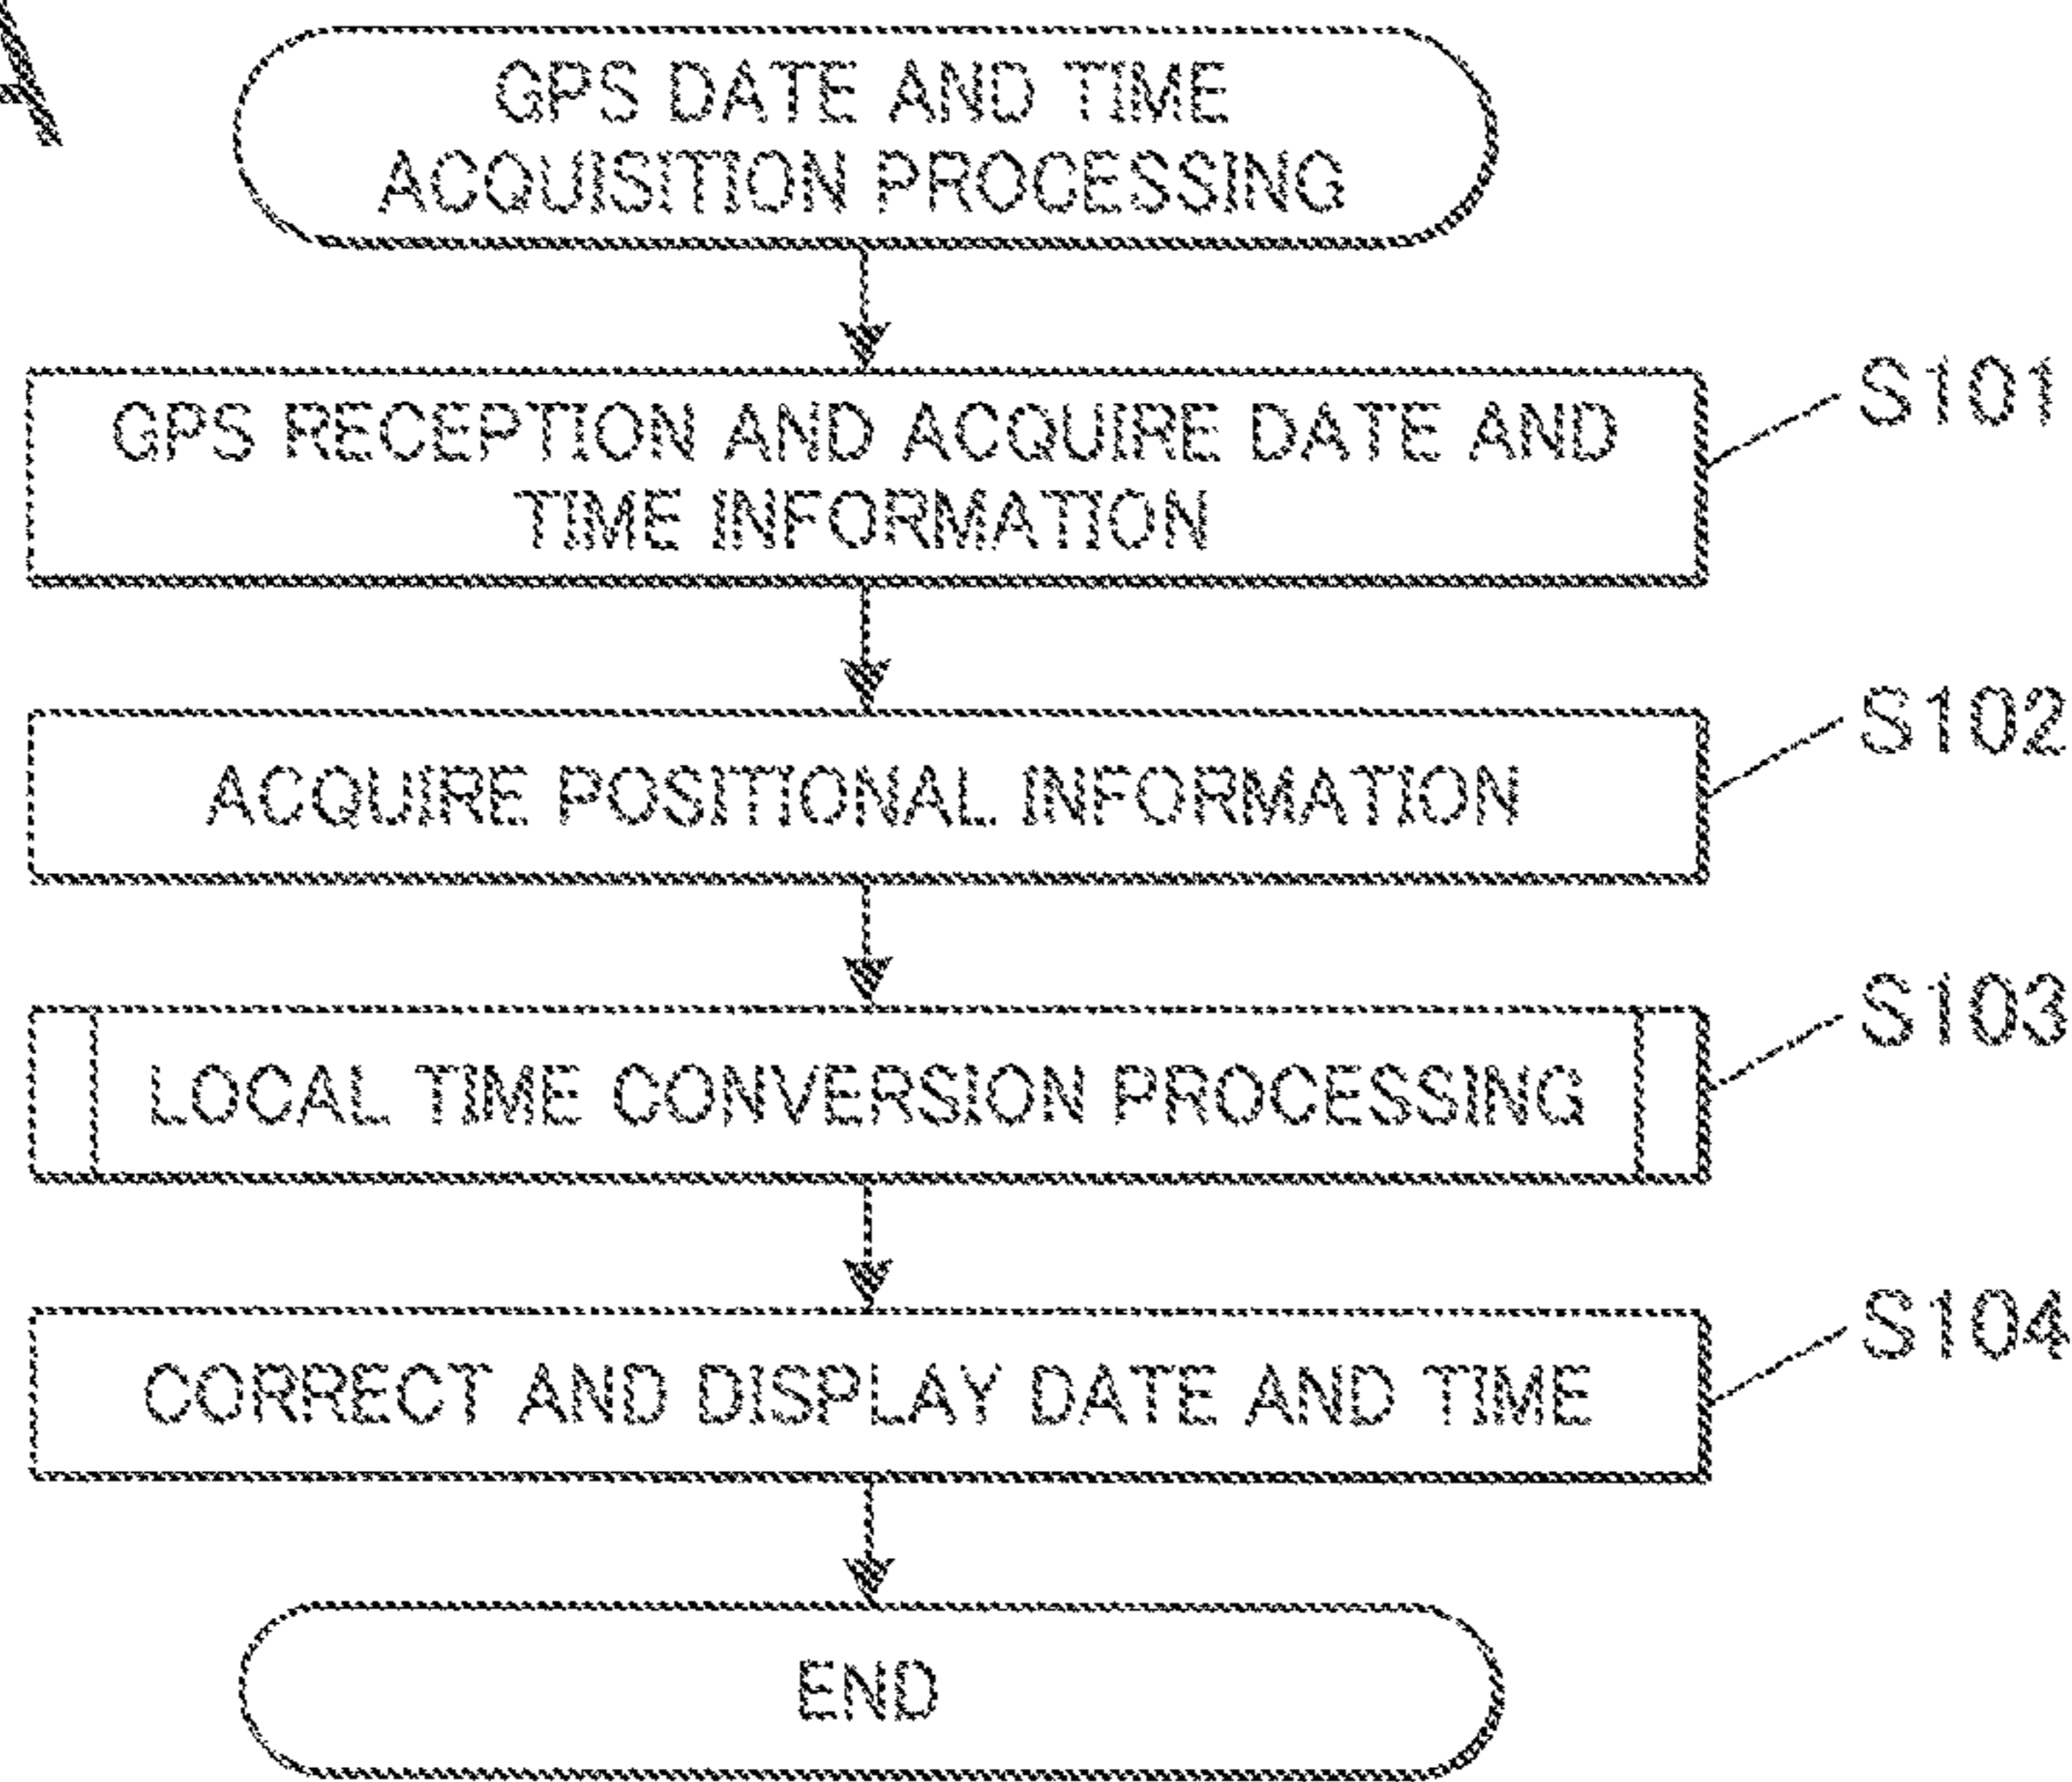 A
GPS DATE AND TIME
ACQUISITION PROCESSING
GPS RECEPTION AND ACQUIRE DATE AND
TIME INFORMATION
S101
ACQUIRE POSITIONAL INFORMATION
S102
LOCAL TIME CONVERSION PROCESSING
S103
CORRECT AND DISPLAY DATE AND TIME
S104
END